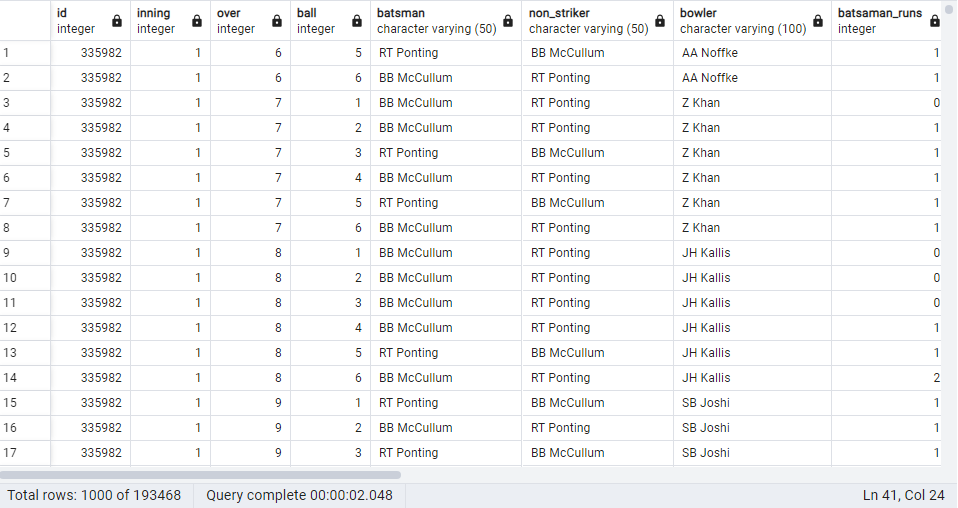 id inning over ball batsman non_striker bowler batsaman_runs
integer integer integer integer character varying (50) character varying (50) character varying (100) integer
1 335982 1 6 5 RT Ponting BB McCullum AA Noffke 1
2 335982 1 6 6 BB McCullum RT Ponting AA Noffke 1
3 335982 1 7 1 BB McCullum RT Ponting Z Khan 0
4 335982 1 7 2 BB McCullum RT Ponting Z Khan 1
5 335982 1 7 3 RT Ponting BB McCullum Z Khan 1
6 335982 1 7 4 BB McCullum RT Ponting Z Khan 1
7 335982 1 7 5 RT Ponting BB McCullum Z Khan 1
8 335982 1 7 6 BB McCullum RT Ponting Z Khan 1
9 335982 1 8 1 BB McCullum RT Ponting JH Kallis 0
10 335982 1 8 2 BB McCullum RT Ponting JH Kallis 0
11 335982 1 8 3 BB McCullum RT Ponting JH Kallis 0
12 335982 1 8 4 BB McCullum RT Ponting JH Kallis 1
13 335982 1 8 5 RT Ponting BB McCullum JH Kallis 1
14 335982 1 8 6 BB McCullum RT Ponting JH Kallis 2
15 335982 1 9 1 RT Ponting BB McCullum SB Joshi 1
16 335982 1 9 2 BB McCullum RT Ponting SB Joshi 1
17 335982 1 9 3 RT Ponting BB McCullum SB Joshi 1
Total rows: 1000 of 193468 Query complete 00:00:02.048 Ln 41, Col 24